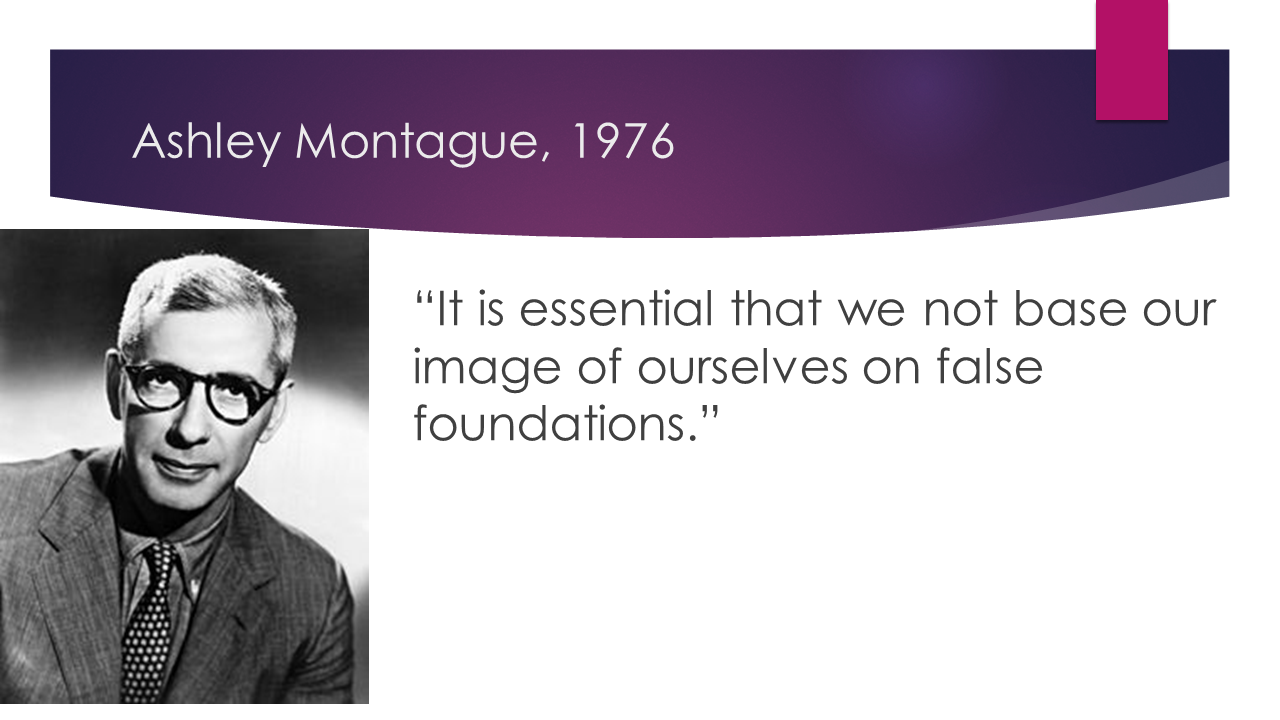 Ashley Montague, 1976
“It is essential that we not base our
image of ourselves on false
foundations.”